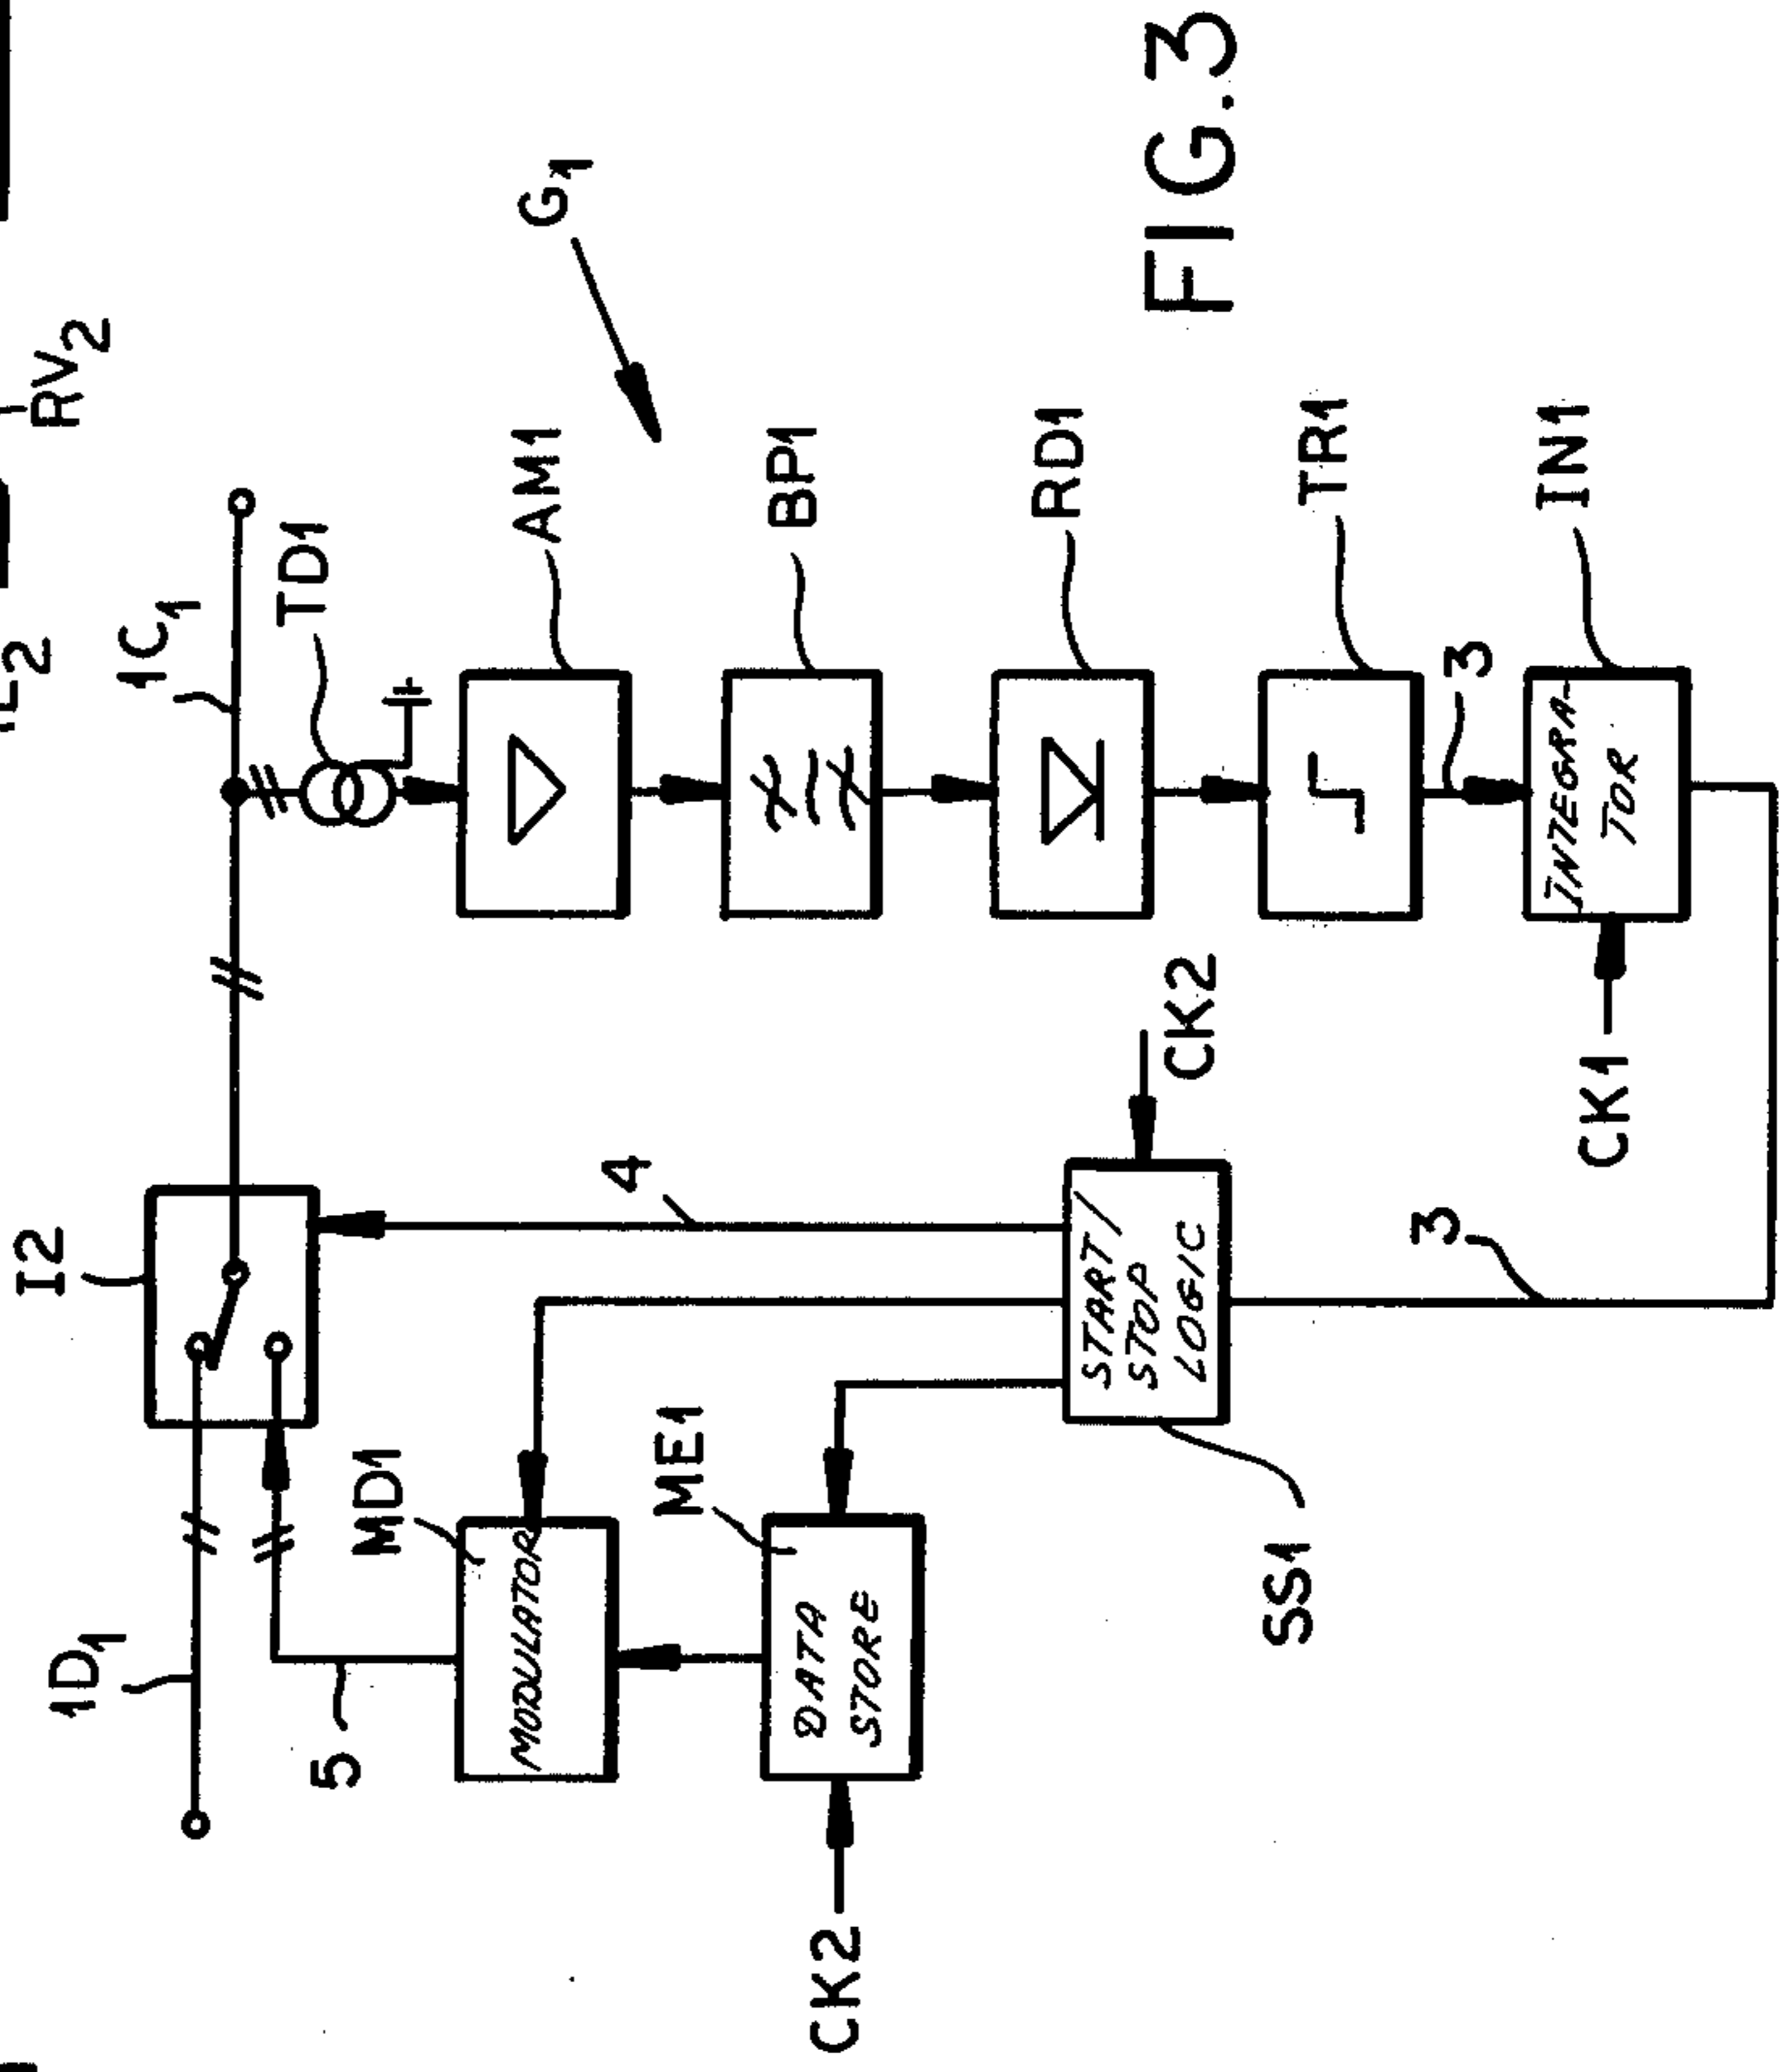 RV2
1C1
TD1
G1
AM1
BP1
RD1
TR1
IN1
3
INTEGRA-
TOR
CK1
CK2
I2
4
START/
STOP
LOGIC
3
SS1
1D1
5
MD1
MODULATOR
ME1
DATA
STORE
CK2
FIG.3